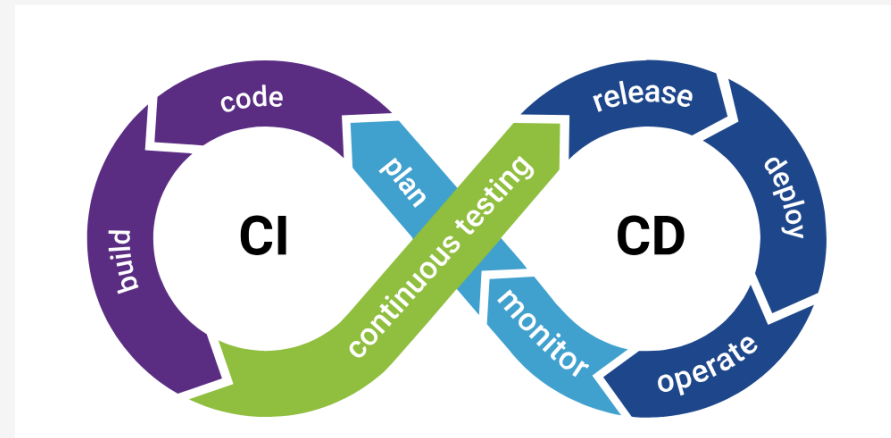 code
release
plan
deploy
build
CI
continuous testing
CD
monitor
operate